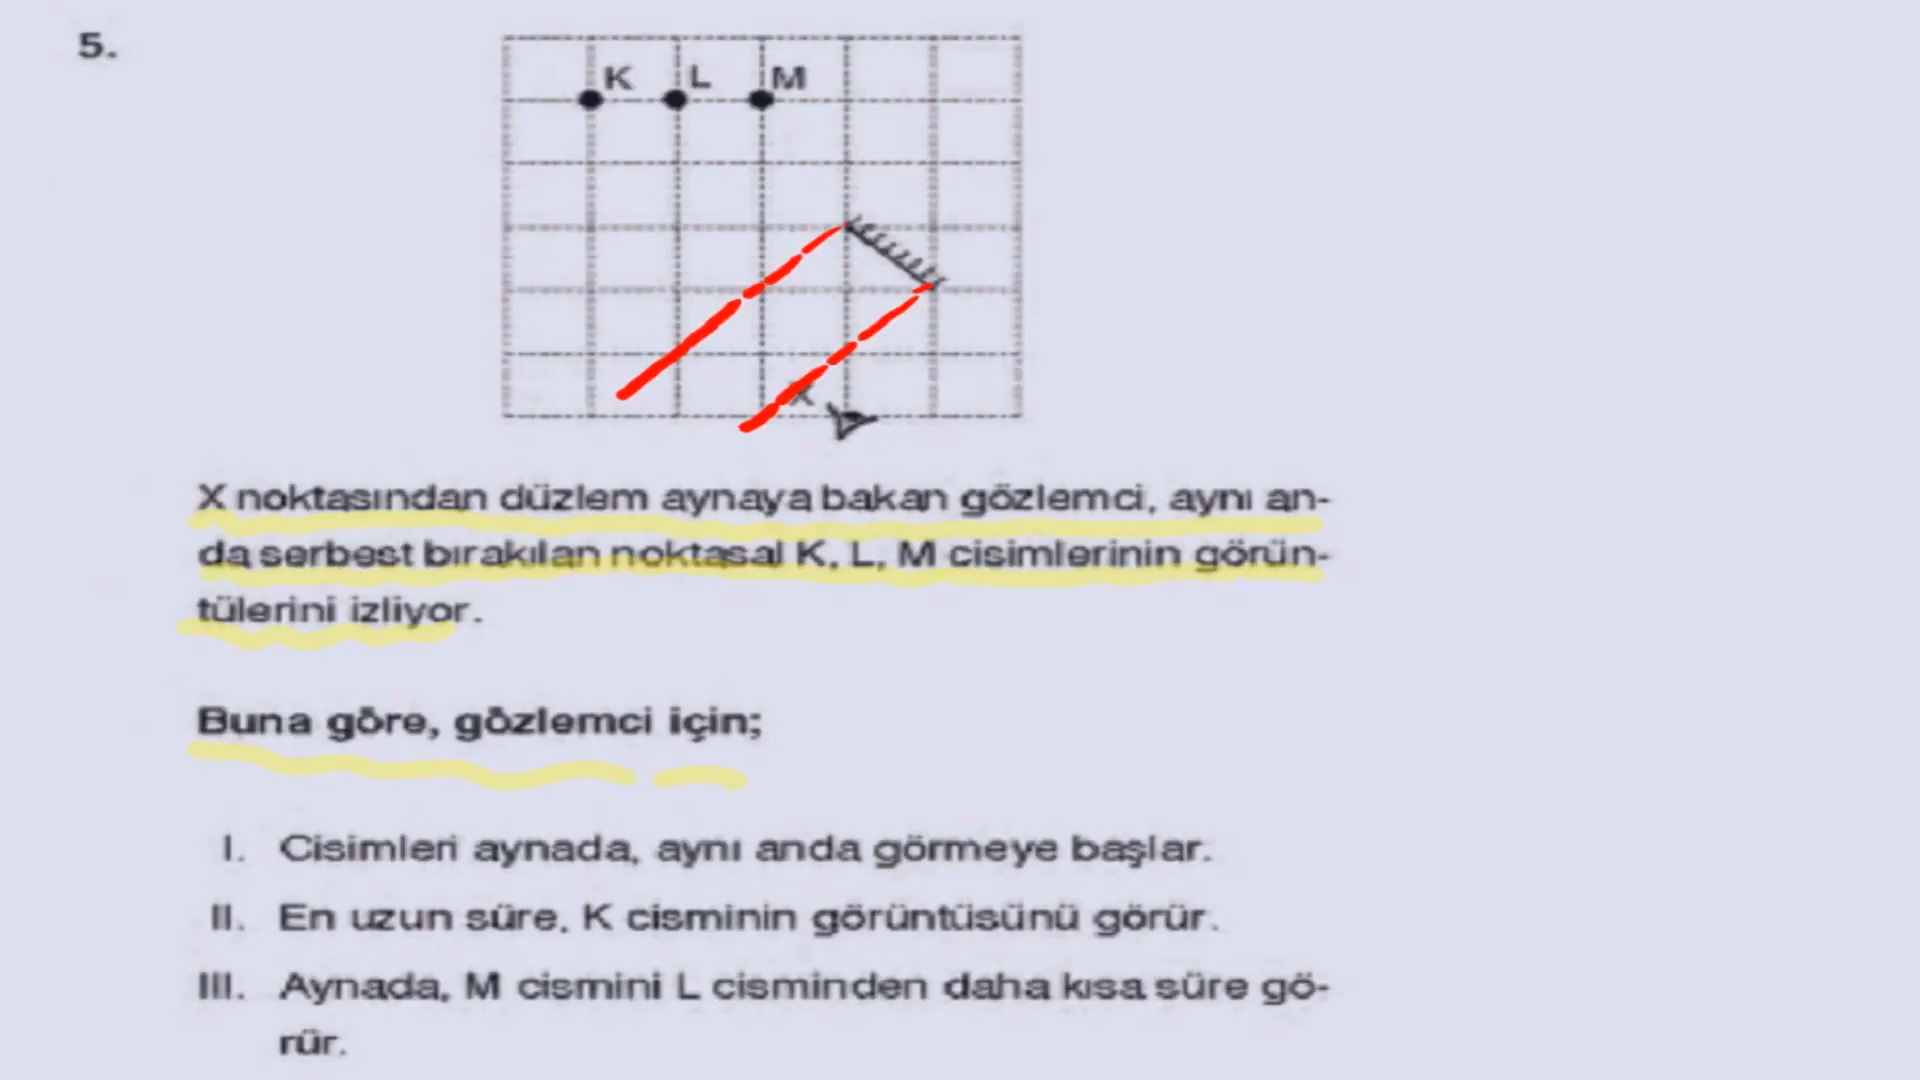 5.
K L M
X
X noktasından düzlem aynaya bakan gözlemci, aynı an-
da serbest bırakılan noktasal K, L, M cisimlerinin görün-
tülerini izliyor.
Buna göre, gözlemci için;
I. Cisimleri aynada, aynı anda görmeye başlar.
II. En uzun süre, K cisminin görüntüsünü görür.
III. Aynada, M cismini L cisminden daha kısa süre gö-
rür.